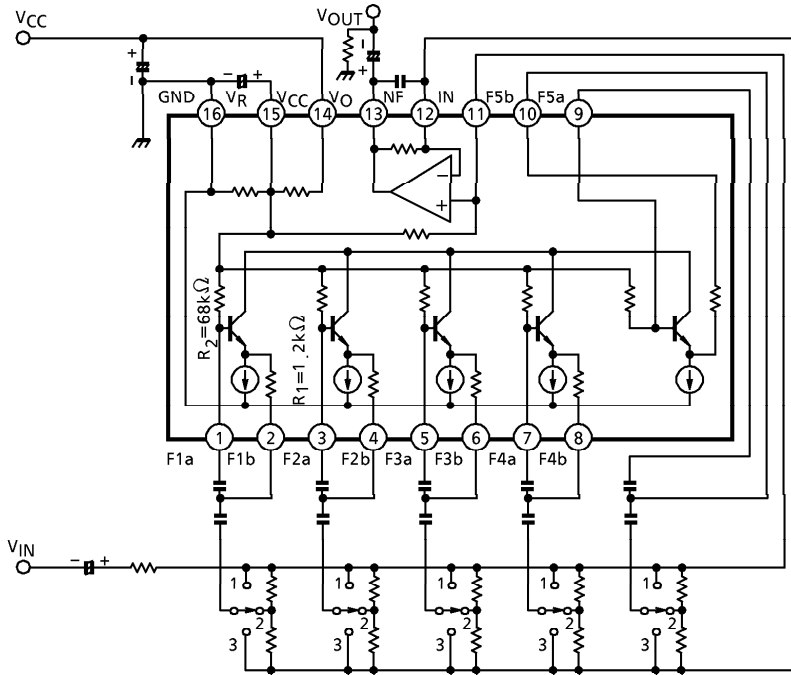 VCC
VOUT
GND VR VCC VO NF IN F5b F5a
16 15 14 13 12 11 10 9
R2=68kΩ
R1=1.2kΩ
1 2 3 4 5 6 7 8
F1a F1b F2a F2b F3a F3b F4a F4b
VIN
1 1 1 1 1
2 2 2 2 2
3 3 3 3 3